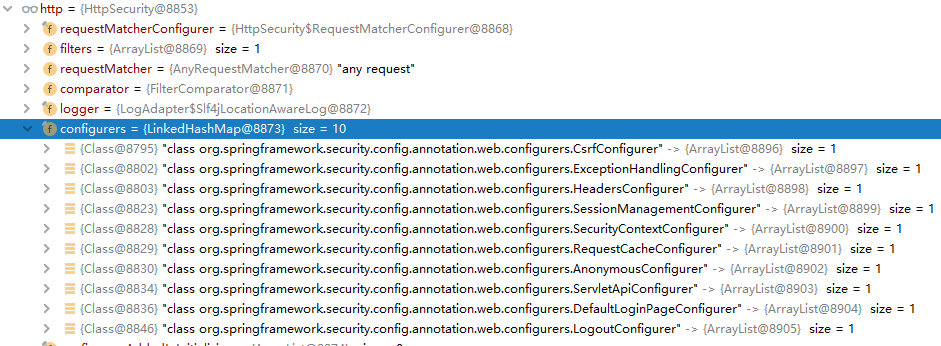 http = {HttpSecurity@8853}
requestMatcherConfigurer = {HttpSecurity$RequestMatcherConfigurer@8868}
filters = {ArrayList@8869} size = 1
requestMatcher = {AnyRequestMatcher@8870} "any request"
comparator = {FilterComparator@8871}
logger = {LogAdapter$Slf4jLocationAwareLog@8872}
configurers = {LinkedHashMap@8873} size = 10
{Class@8795} "class org.springframework.security.config.annotation.web.configurers.CsrfConfigurer" -> {ArrayList@8896} size = 1
{Class@8802} "class org.springframework.security.config.annotation.web.configurers.ExceptionHandlingConfigurer" -> {ArrayList@8897} size = 1
{Class@8803} "class org.springframework.security.config.annotation.web.configurers.HeadersConfigurer" -> {ArrayList@8898} size = 1
{Class@8823} "class org.springframework.security.config.annotation.web.configurers.SessionManagementConfigurer" -> {ArrayList@8899} size = 1
{Class@8828} "class org.springframework.security.config.annotation.web.configurers.SecurityContextConfigurer" -> {ArrayList@8900} size = 1
{Class@8829} "class org.springframework.security.config.annotation.web.configurers.RequestCacheConfigurer" -> {ArrayList@8901} size = 1
{Class@8830} "class org.springframework.security.config.annotation.web.configurers.AnonymousConfigurer" -> {ArrayList@8902} size = 1
{Class@8834} "class org.springframework.security.config.annotation.web.configurers.ServletApiConfigurer" -> {ArrayList@8903} size = 1
{Class@8836} "class org.springframework.security.config.annotation.web.configurers.DefaultLoginPageConfigurer" -> {ArrayList@8904} size = 1
{Class@8846} "class org.springframework.security.config.annotation.web.configurers.LogoutConfigurer" -> {ArrayList@8905} size = 1